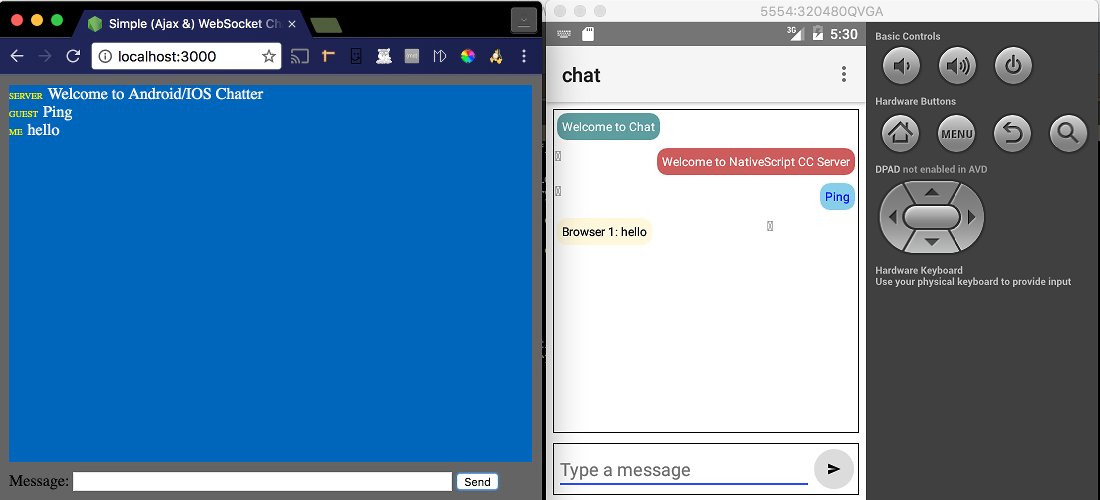 Simple (Ajax &) WebSocket Ch
localhost:3000
SERVER Welcome to Android/IOS Chatter
GUEST Ping
ME hello
Message:
Send
5554:320480QVGA
3G
5:30
chat
Welcome to Chat
Welcome to NativeScript CC Server
Ping
Browser 1: hello
Type a message
Basic Controls
Hardware Buttons
MENU
DPAD not enabled in AVD
Hardware Keyboard
Use your physical keyboard to provide input